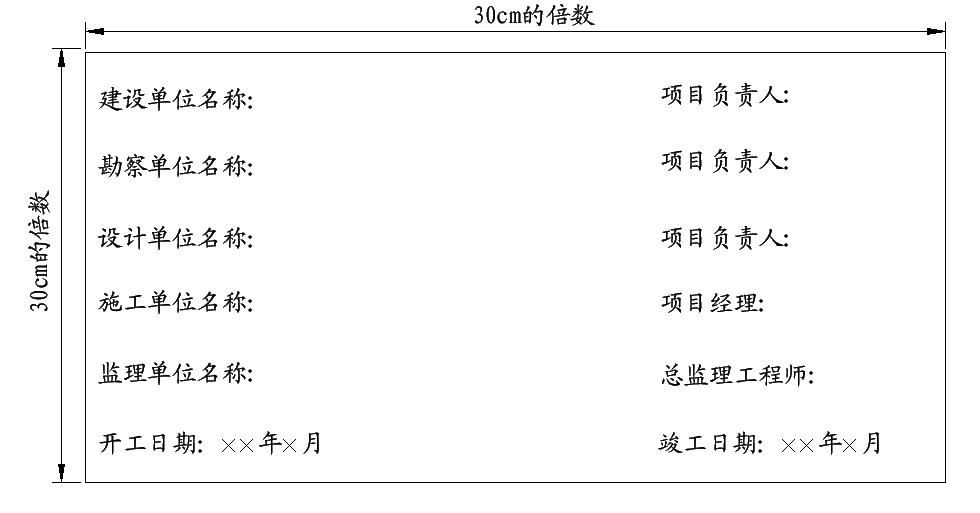 30cm的倍数
30cm的倍数
建设单位名称: 项目负责人:
勘察单位名称: 项目负责人:
设计单位名称: 项目负责人:
施工单位名称: 项目经理:
监理单位名称: 总监理工程师:
开工日期: ××年×月 竣工日期: ××年×月